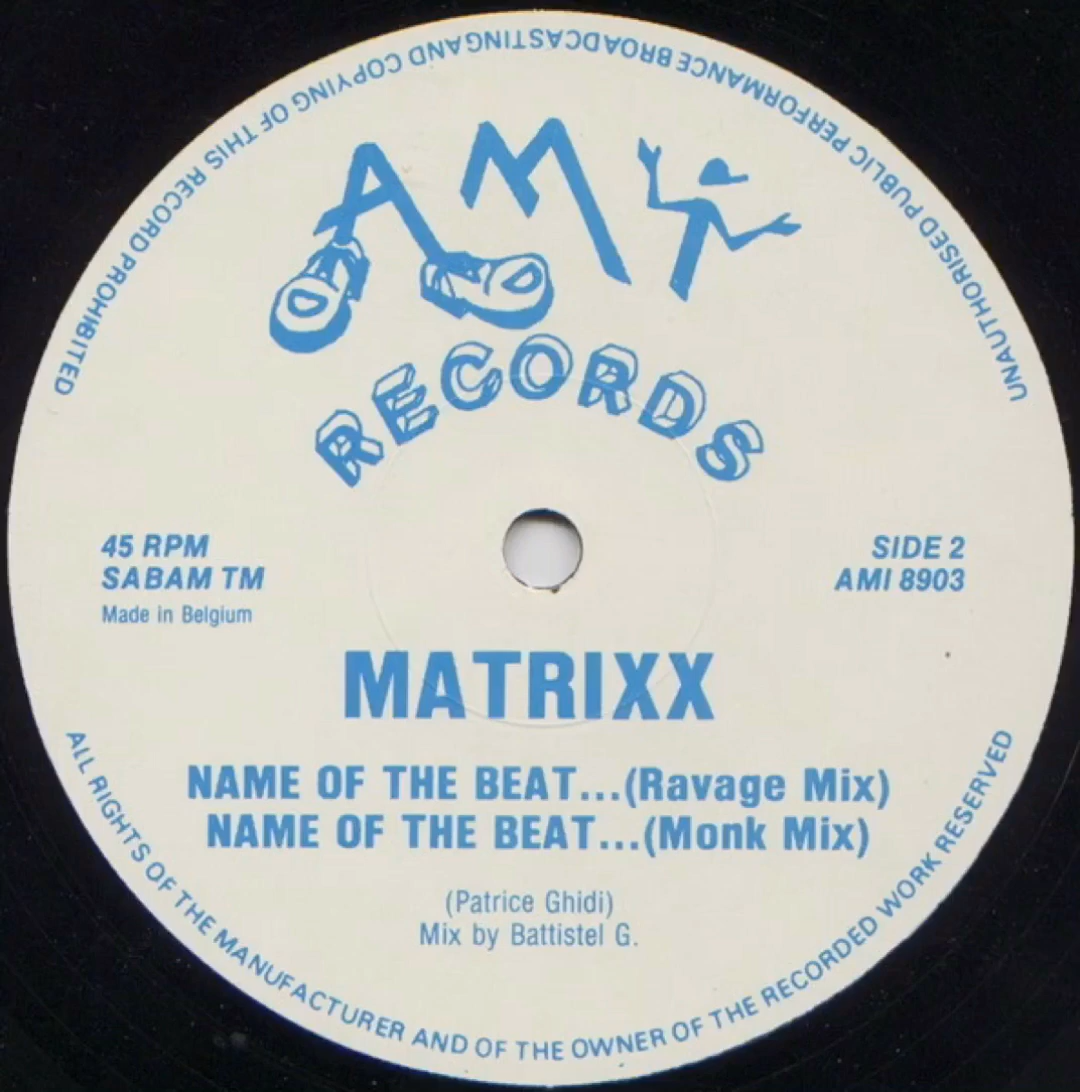 UNAUTHORISED PUBLIC PERFORMANCE BROADCASTING AND COPYING OF THIS RECORD PROHIBITED
AMI
RECORDS
45 RPM
SABAM TM
Made in Belgium
SIDE 2
AMI 8903
MATRIXX
NAME OF THE BEAT...(Ravage Mix)
NAME OF THE BEAT...(Monk Mix)
(Patrice Ghidi)
Mix by Battistel G.
ALL RIGHTS OF THE MANUFACTURER AND OF THE OWNER OF THE RECORDED WORK RESERVED